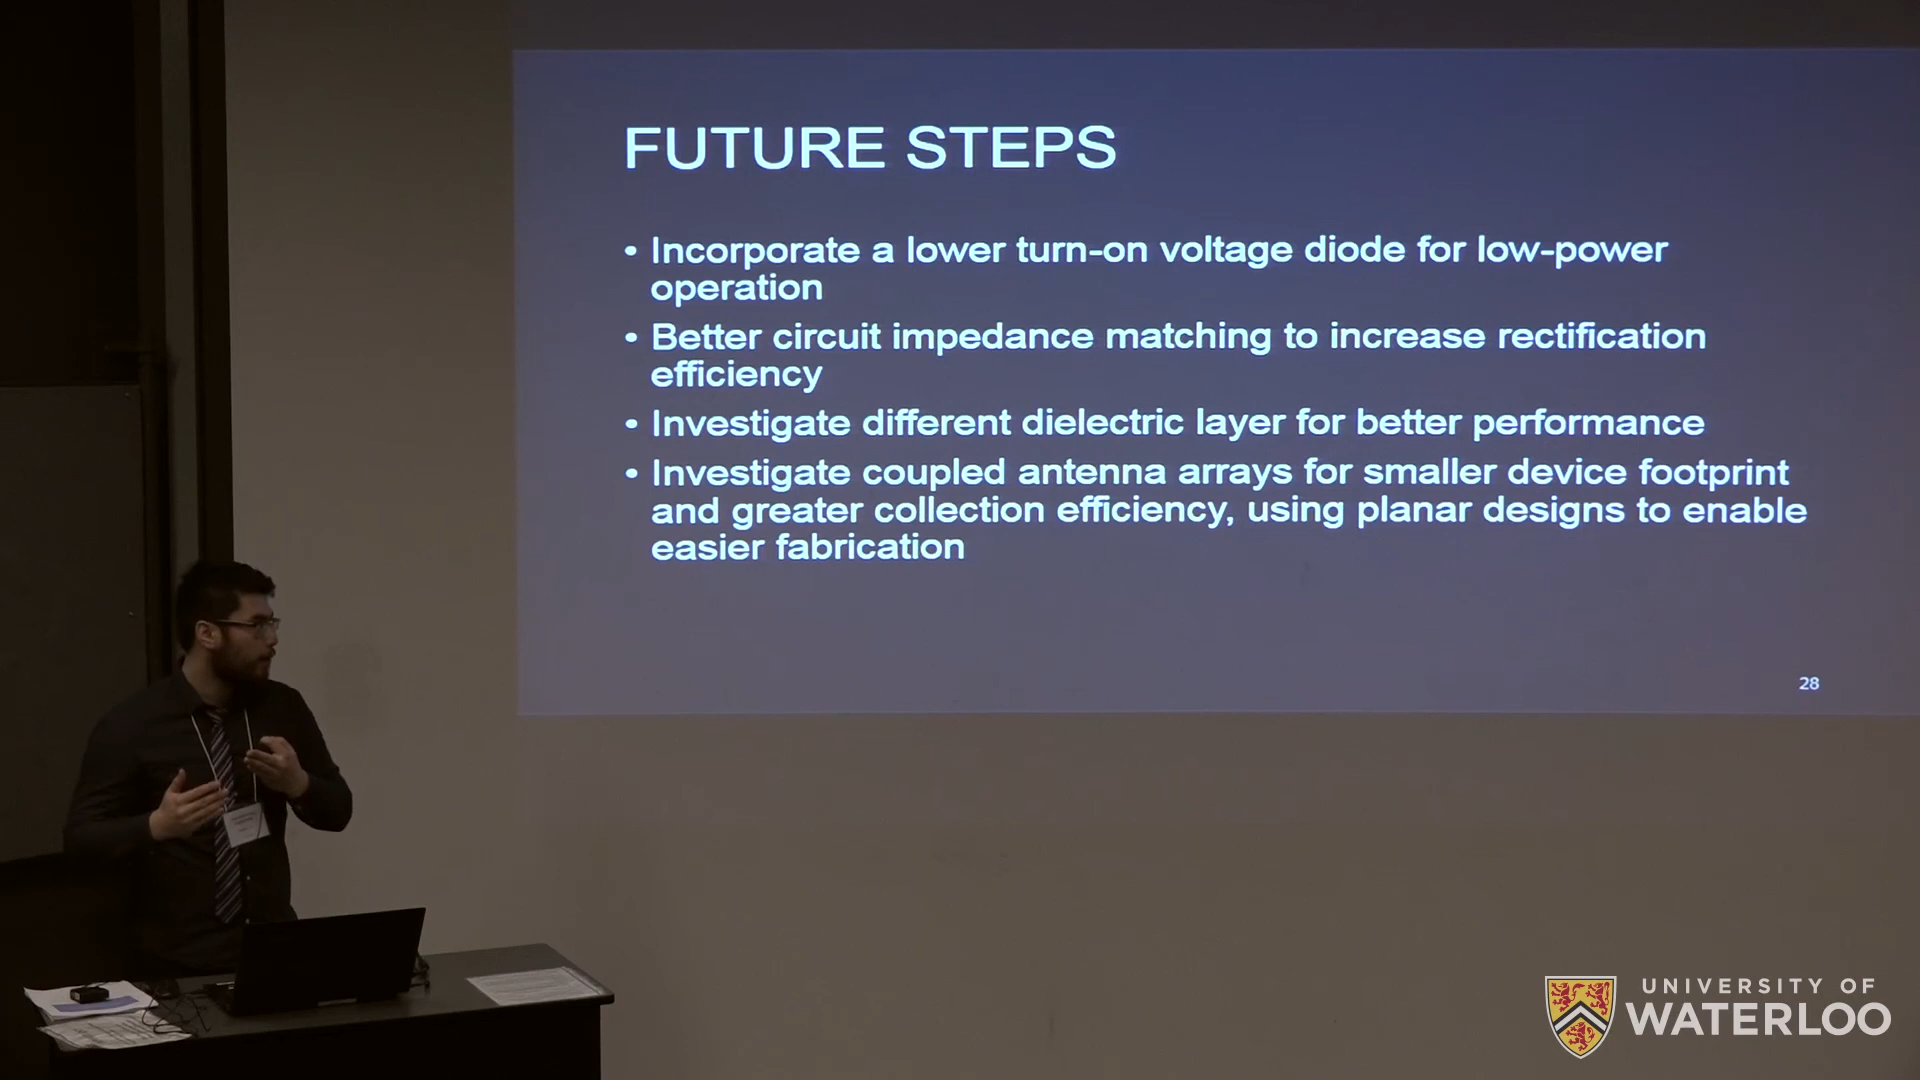 FUTURE STEPS
• Incorporate a lower turn-on voltage diode for low-power
operation
• Better circuit impedance matching to increase rectification
efficiency
• Investigate different dielectric layer for better performance
• Investigate coupled antenna arrays for smaller device footprint
and greater collection efficiency, using planar designs to enable
easier fabrication
28
UNIVERSITY OF
WATERLOO